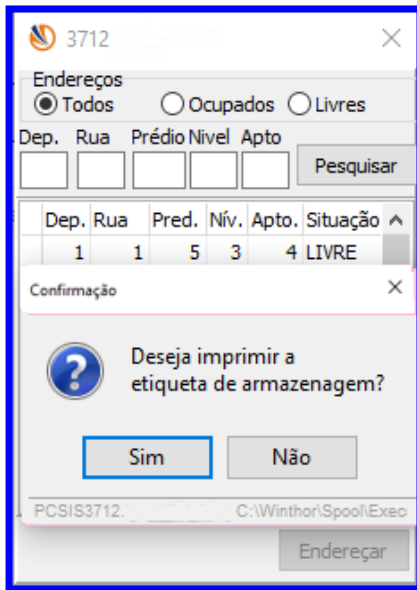 3712
Endereços
Todos Ocupados Livres
Dep. Rua Prédio Nivel Apto
Pesquisar
Dep. Rua Pred. Nív. Apto. Situação
1 1 5 3 4 LIVRE
Confirmação
Deseja imprimir a
etiqueta de armazenagem?
Sim Não
PCSIS3712. C:\Winthor\Spool\Exec
Endereçar